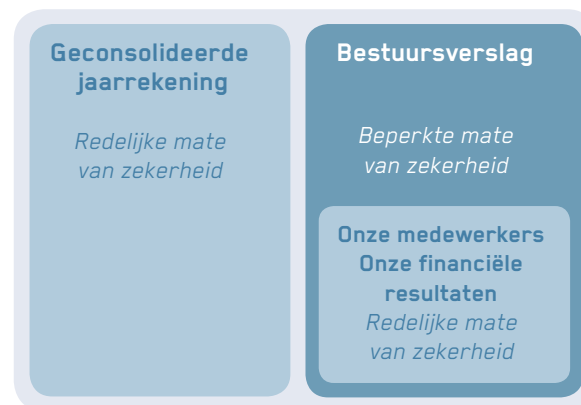 Geconsolideerde
jaarrekening
Redelijke mate
van zekerheid
Bestuursverslag
Beperkte mate
van zekerheid
Onze medewerkers
Onze financiële
resultaten
Redelijke mate
van zekerheid